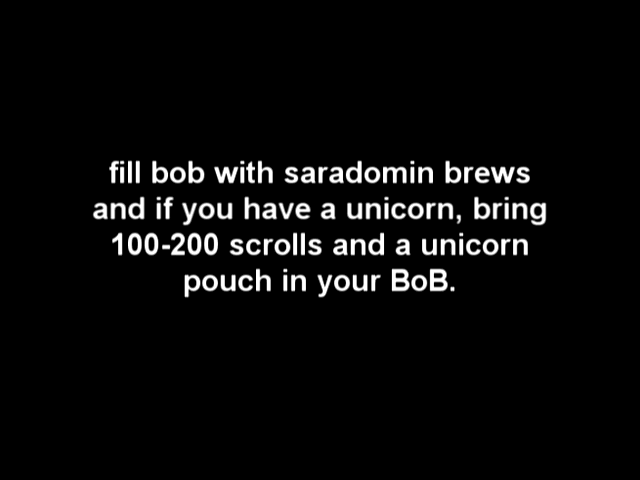 fill bob with saradomin brews
and if you have a unicorn, bring
100-200 scrolls and a unicorn
pouch in your BoB.